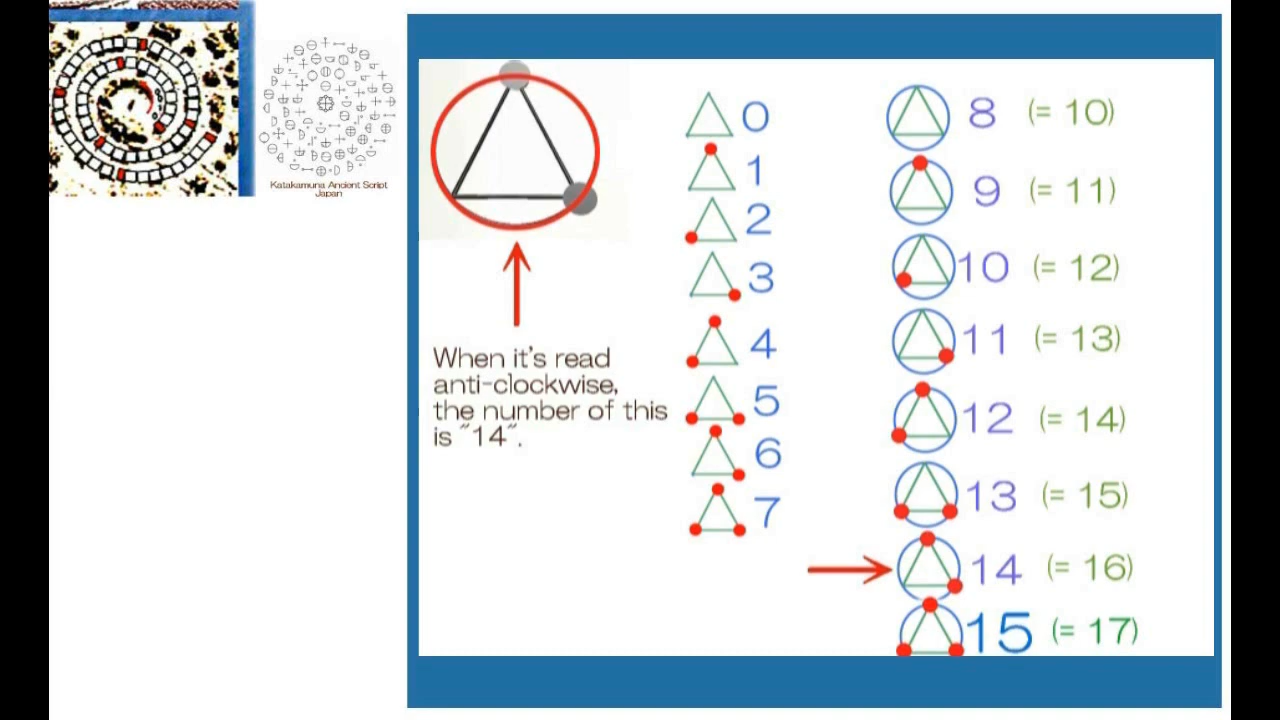 Katakamuna Ancient Script
Japan
When it's read
anti-clockwise,
the number of this
is "14".
0
1
2
3
4
5
6
7
8 (= 10)
9 (= 11)
10 (= 12)
11 (= 13)
12 (= 14)
13 (= 15)
14 (= 16)
15 (= 17)